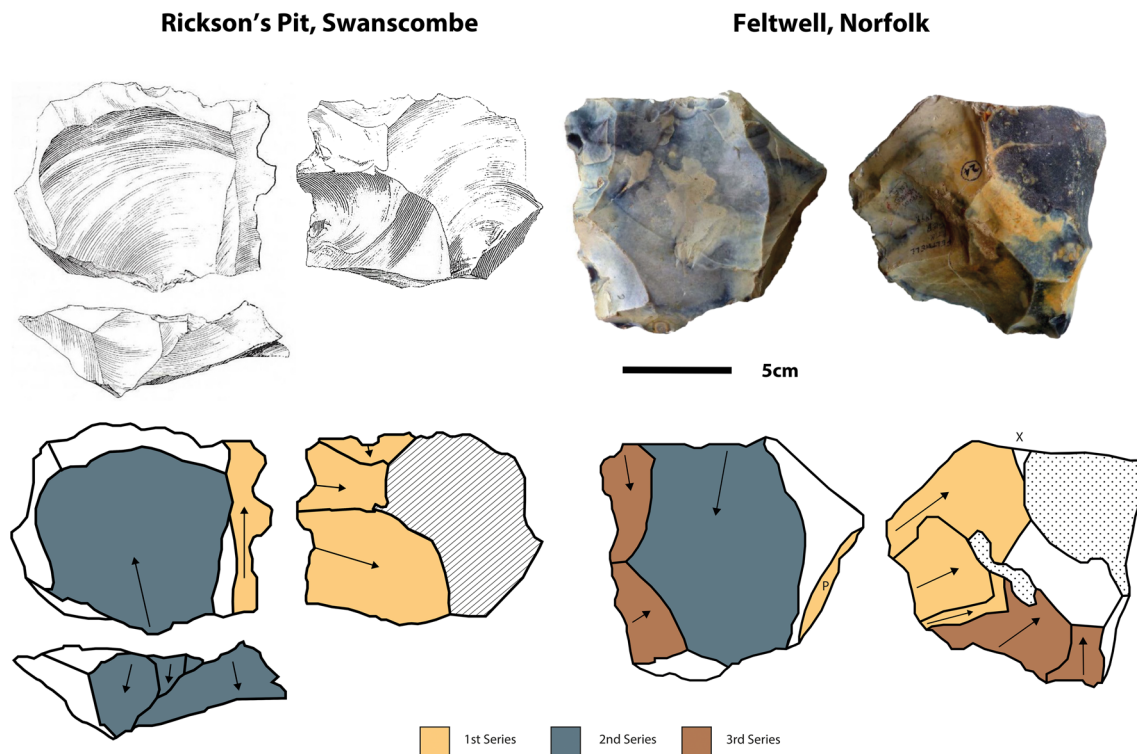 Rickson's Pit, Swanscombe
Feltwell, Norfolk
5cm
X
P
1st Series
2nd Series
3rd Series